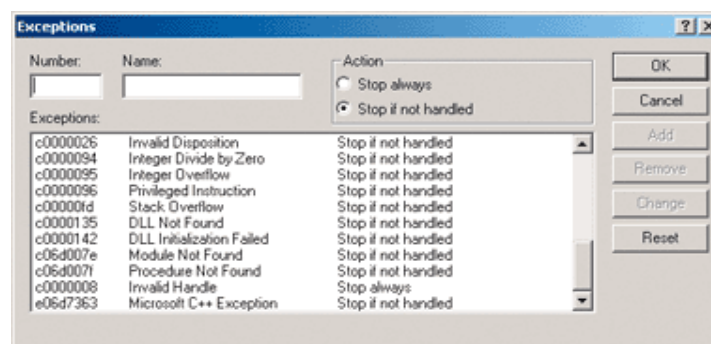 Exceptions
Number: Name: Action
Stop always
Stop if not handled
Exceptions:
c0000026 Invalid Disposition Stop if not handled
c0000094 Integer Divide by Zero Stop if not handled
c0000095 Integer Overflow Stop if not handled
c0000096 Privileged Instruction Stop if not handled
c00000fd Stack Overflow Stop if not handled
c0000135 DLL Not Found Stop if not handled
c0000142 DLL Initialization Failed Stop if not handled
c06d007e Module Not Found Stop if not handled
c06d007f Procedure Not Found Stop if not handled
c0000008 Invalid Handle Stop always
e06d7363 Microsoft C++ Exception Stop if not handled
OK
Cancel
Add
Remove
Change
Reset